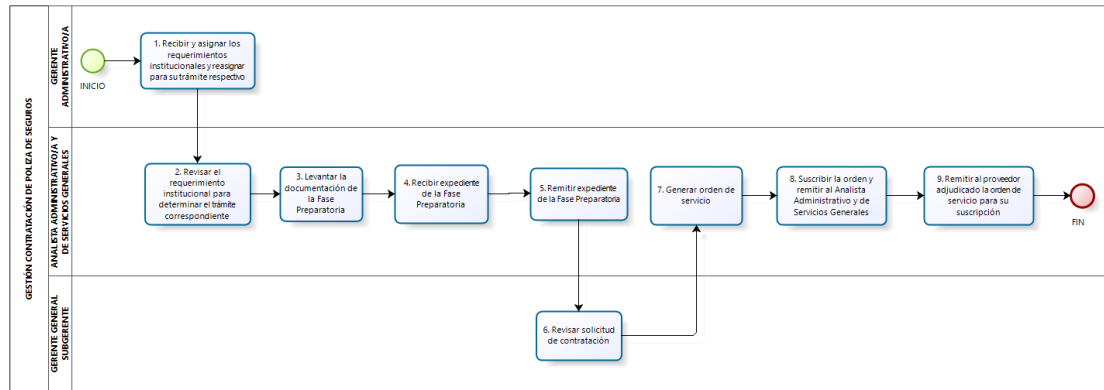 GESTIÓN CONTRATACIÓN DE POLIZA DE SEGUROS
GERENTE
ADMINISTRATIVO/A
INICIO
1. Recibir y asignar los
requerimientos
institucionales y reasignar
para su trámite respectivo
ANALISTA ADMINISTRATIVO/A Y
DE SERVICIOS GENERALES
2. Revisar el
requerimiento
institucional para
determinar el trámite
correspondiente
3. Levantar la
documentación de
la Fase
Preparatoria
4. Recibir expediente
de la Fase
Preparatoria
5. Remitir expediente
de la Fase Preparatoria
7. Generar orden de
servicio
8. Suscribir la orden y
remitir al Analista
Administrativo y de
Servicios Generales
9. Remitir al proveedor
adjudicado la orden de
servicio para su
suscripción
FIN
GERENTE GENERAL
SUBGERENTE
6. Revisar solicitud
de contratación